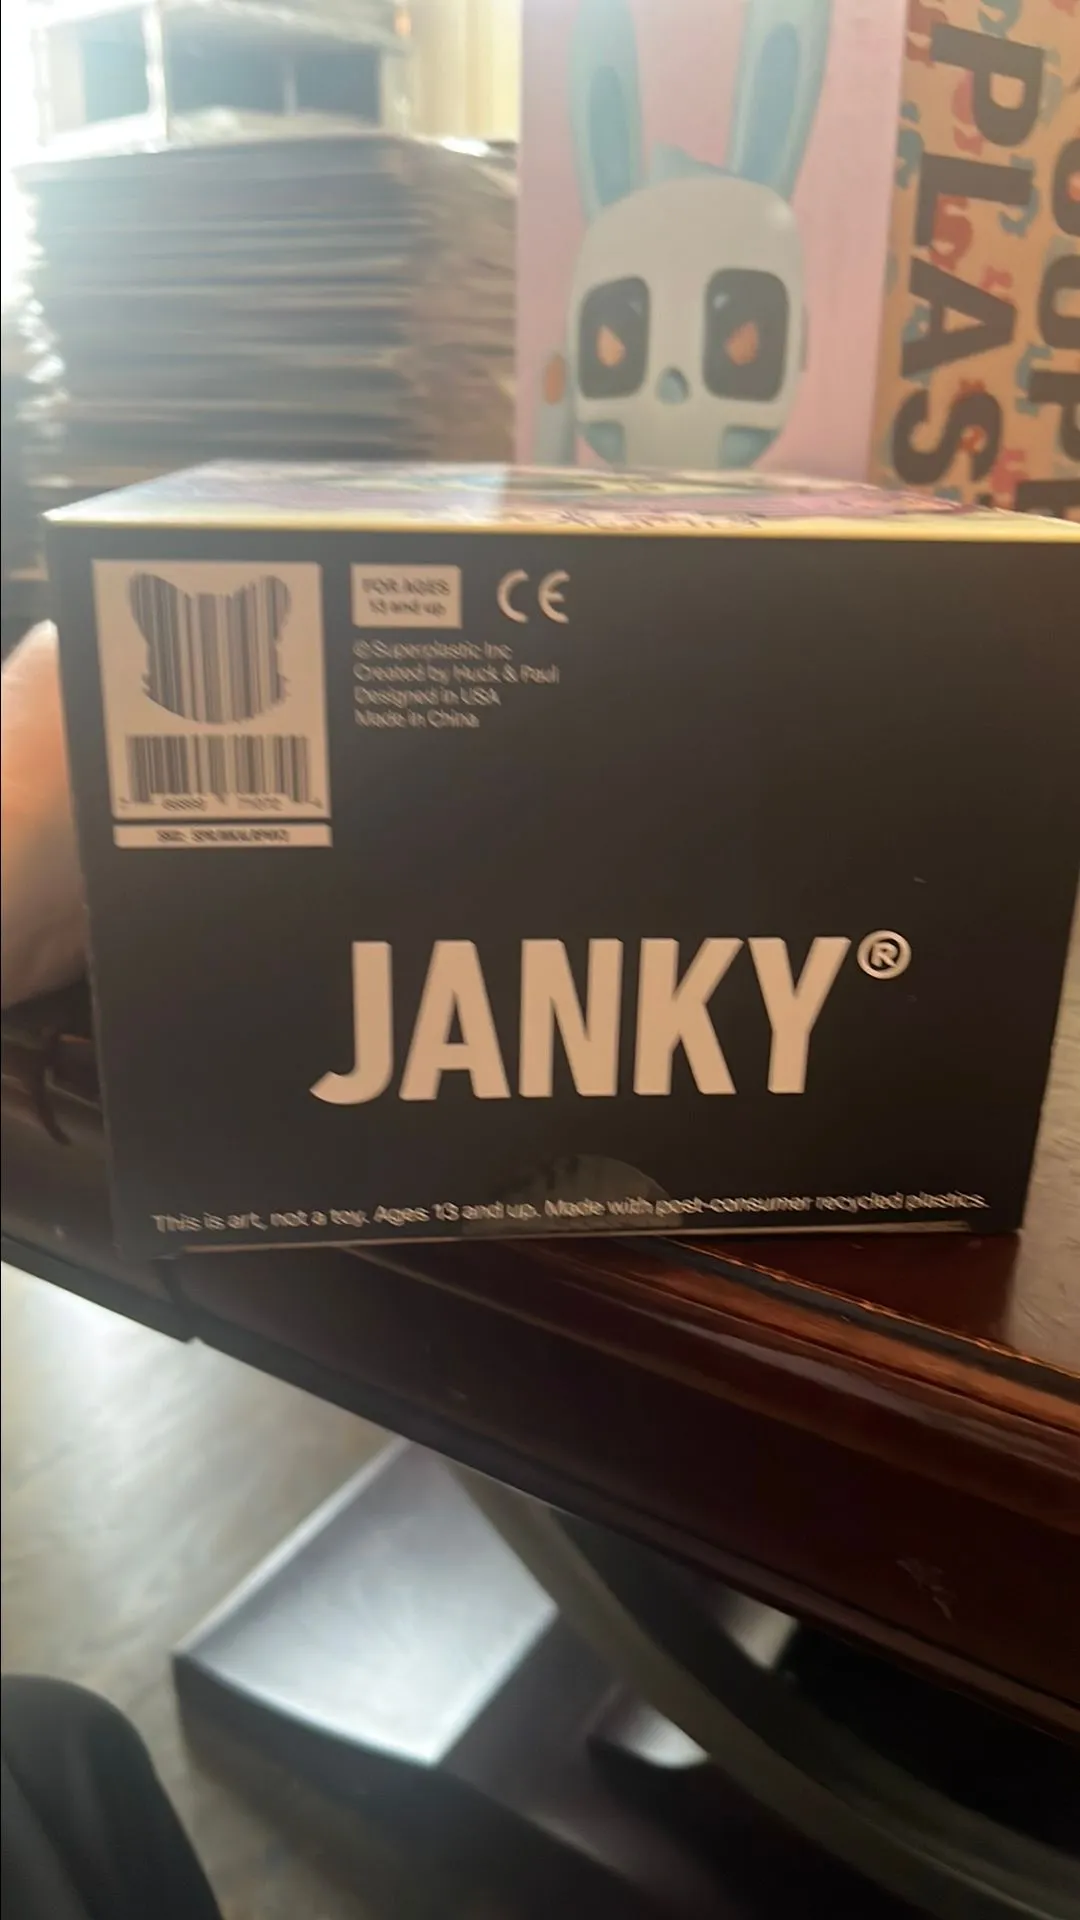 PLAS
FOR AGES
13 and up
CE
© Superplastic Inc
Created by Huck & Paul
Designed in USA
Made in China
JANKY®
This is art, not a toy. Ages 13 and up. Made with post-consumer recycled plastics.